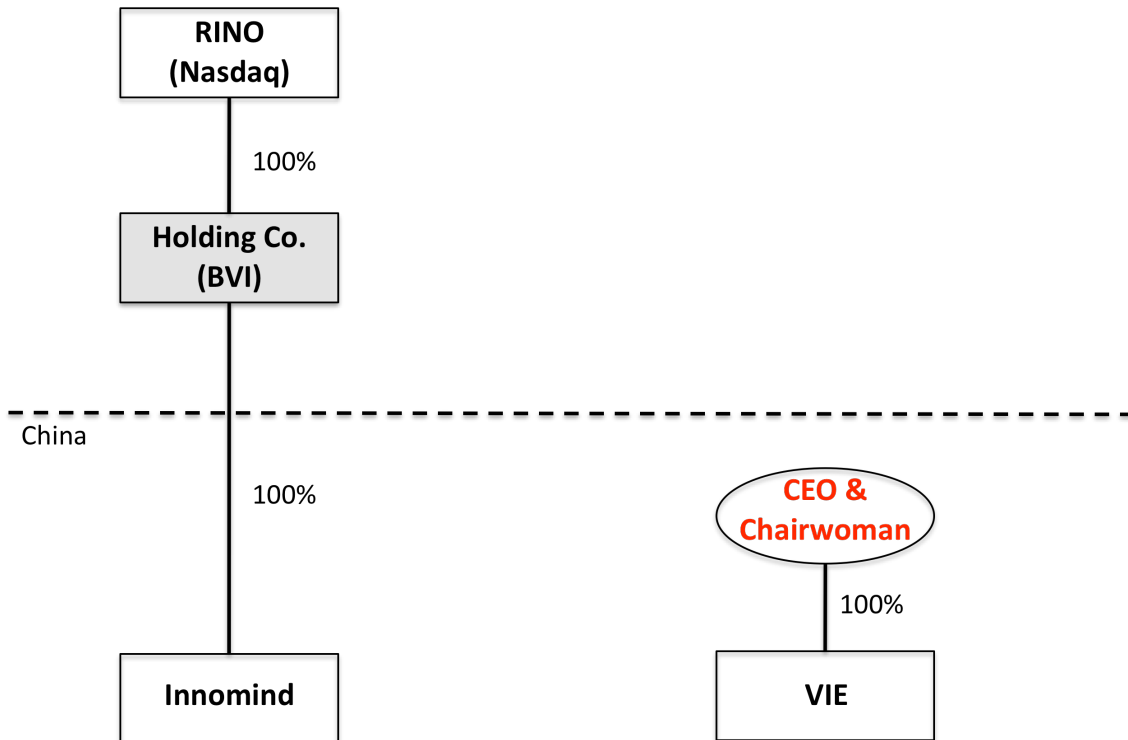 RINO
(Nasdaq)
100%
Holding Co.
(BVI)
China
100%
CEO &
Chairwoman
100%
Innomind
VIE